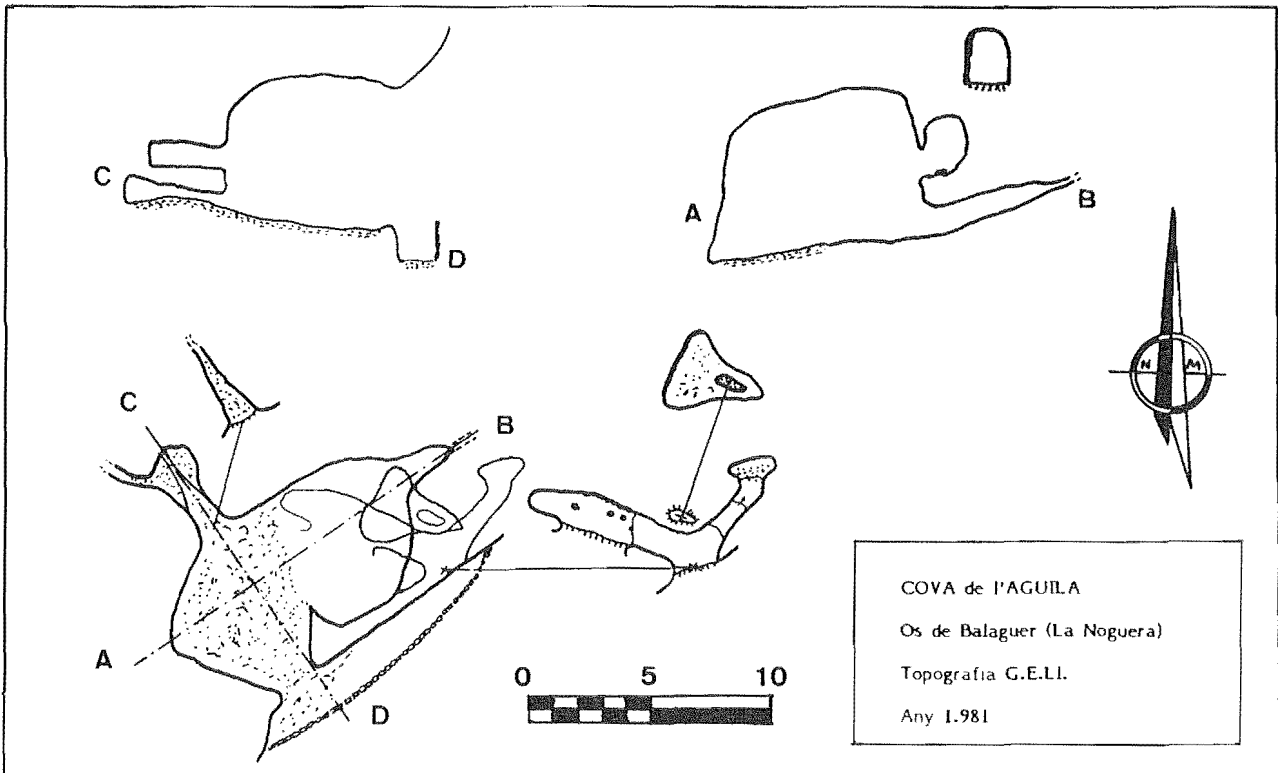 C
D
A
B
N M
C
B
A
D
0 5 10
COVA de l'AGUILA
Os de Balaguer (La Noguera)
Topografia G.E.Ll.
Any 1.981